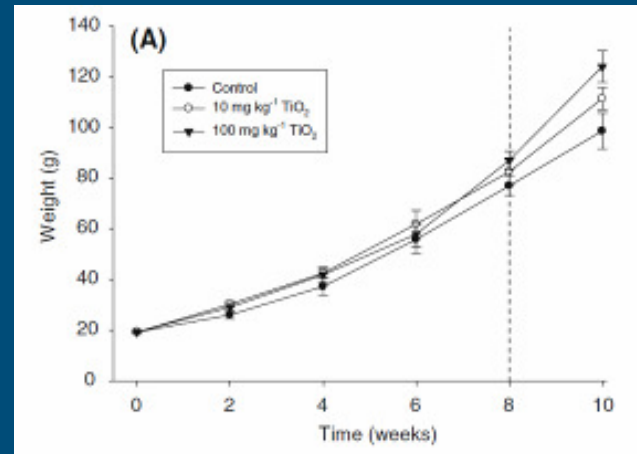 (A)
140
120
100
80
60
40
20
0
Weight (g)
Control
10 mg kg⁻¹ TiO₂
100 mg kg⁻¹ TiO₂
0 2 4 6 8 10
Time (weeks)